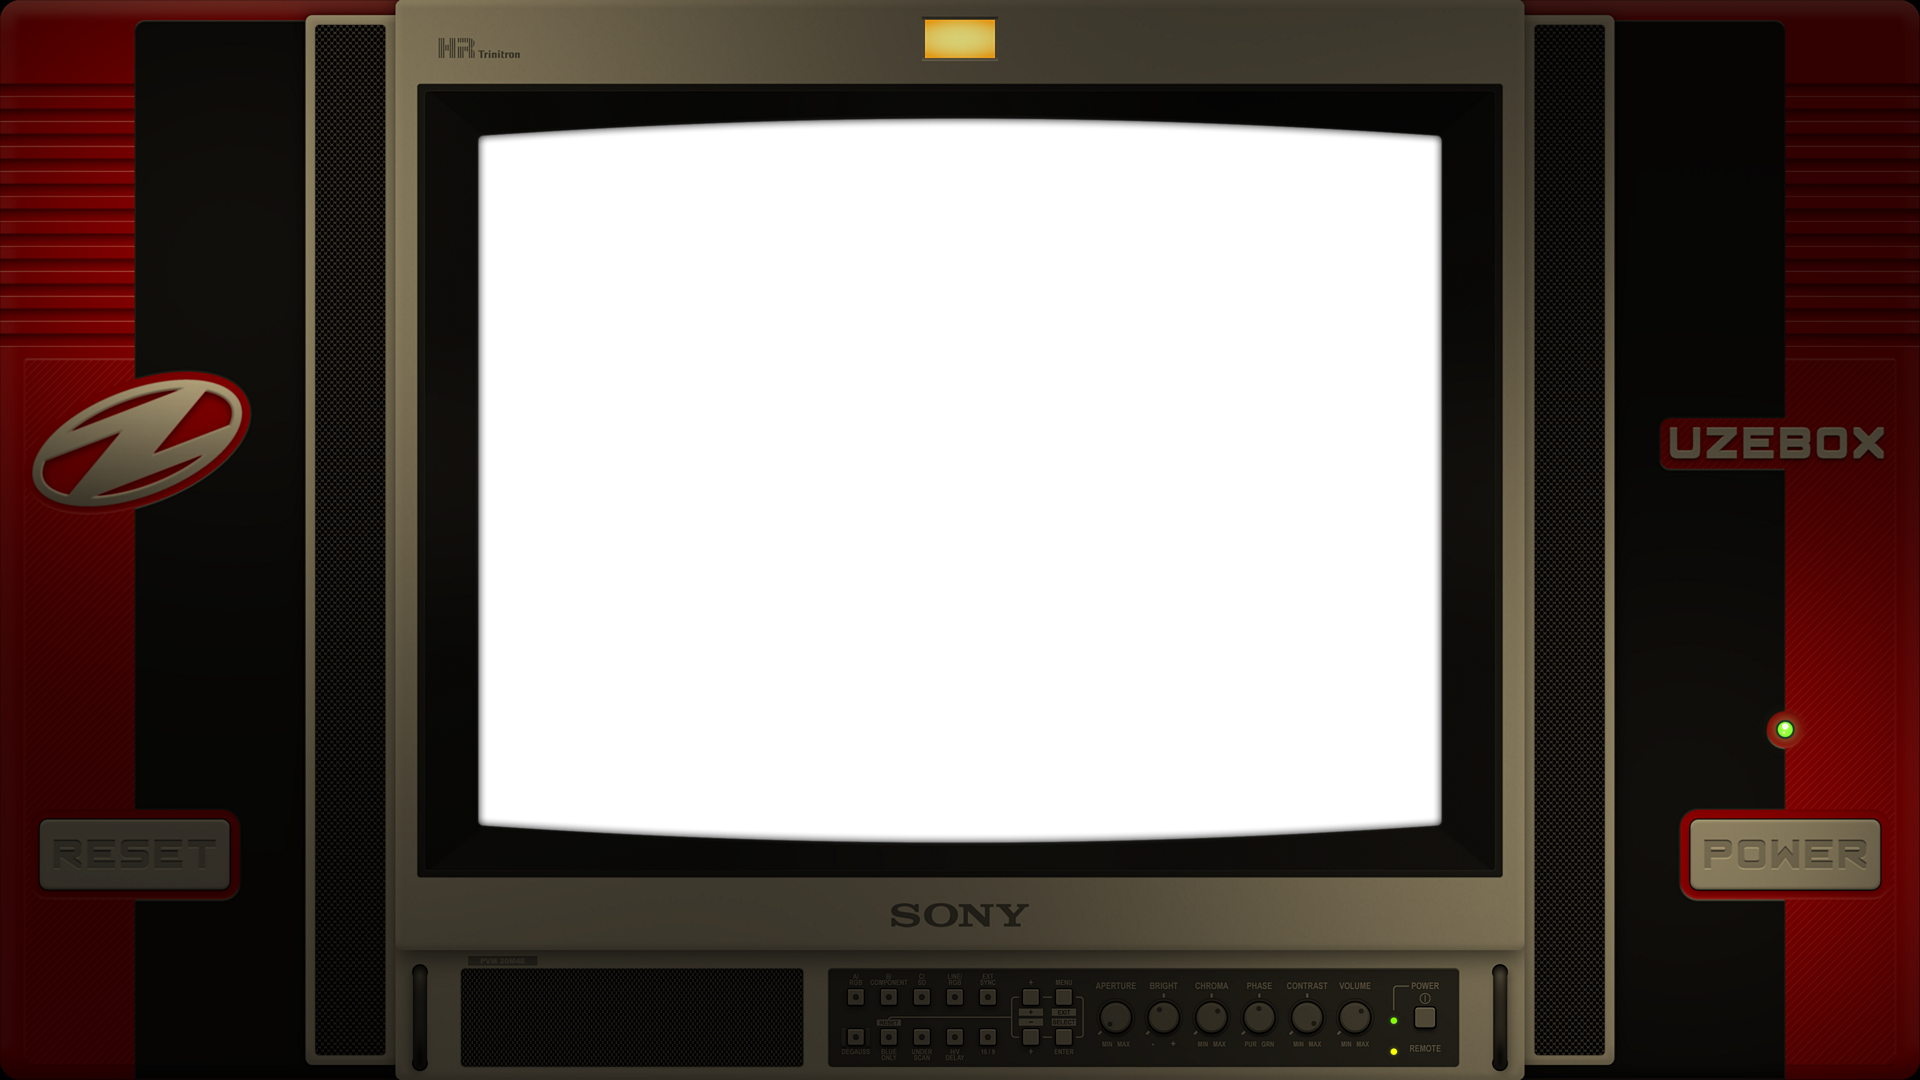 HR Trinitron
UZEBOX
RESET
POWER
SONY
A/
RGB
B/
COMPONENT
C/
SD
LINE/
RGB
EXT
SYNC
MENU
APERTURE
BRIGHT
CHROMA
PHASE
CONTRAST
VOLUME
POWER
EXIT
RESET
SELECT
DEGAUSS
BLUE
ONLY
UNDER
SCAN
H/V
DELAY
16/9
ENTER
MIN MAX
- +
MIN MAX
PUR GRN
MIN MAX
MIN MAX
REMOTE